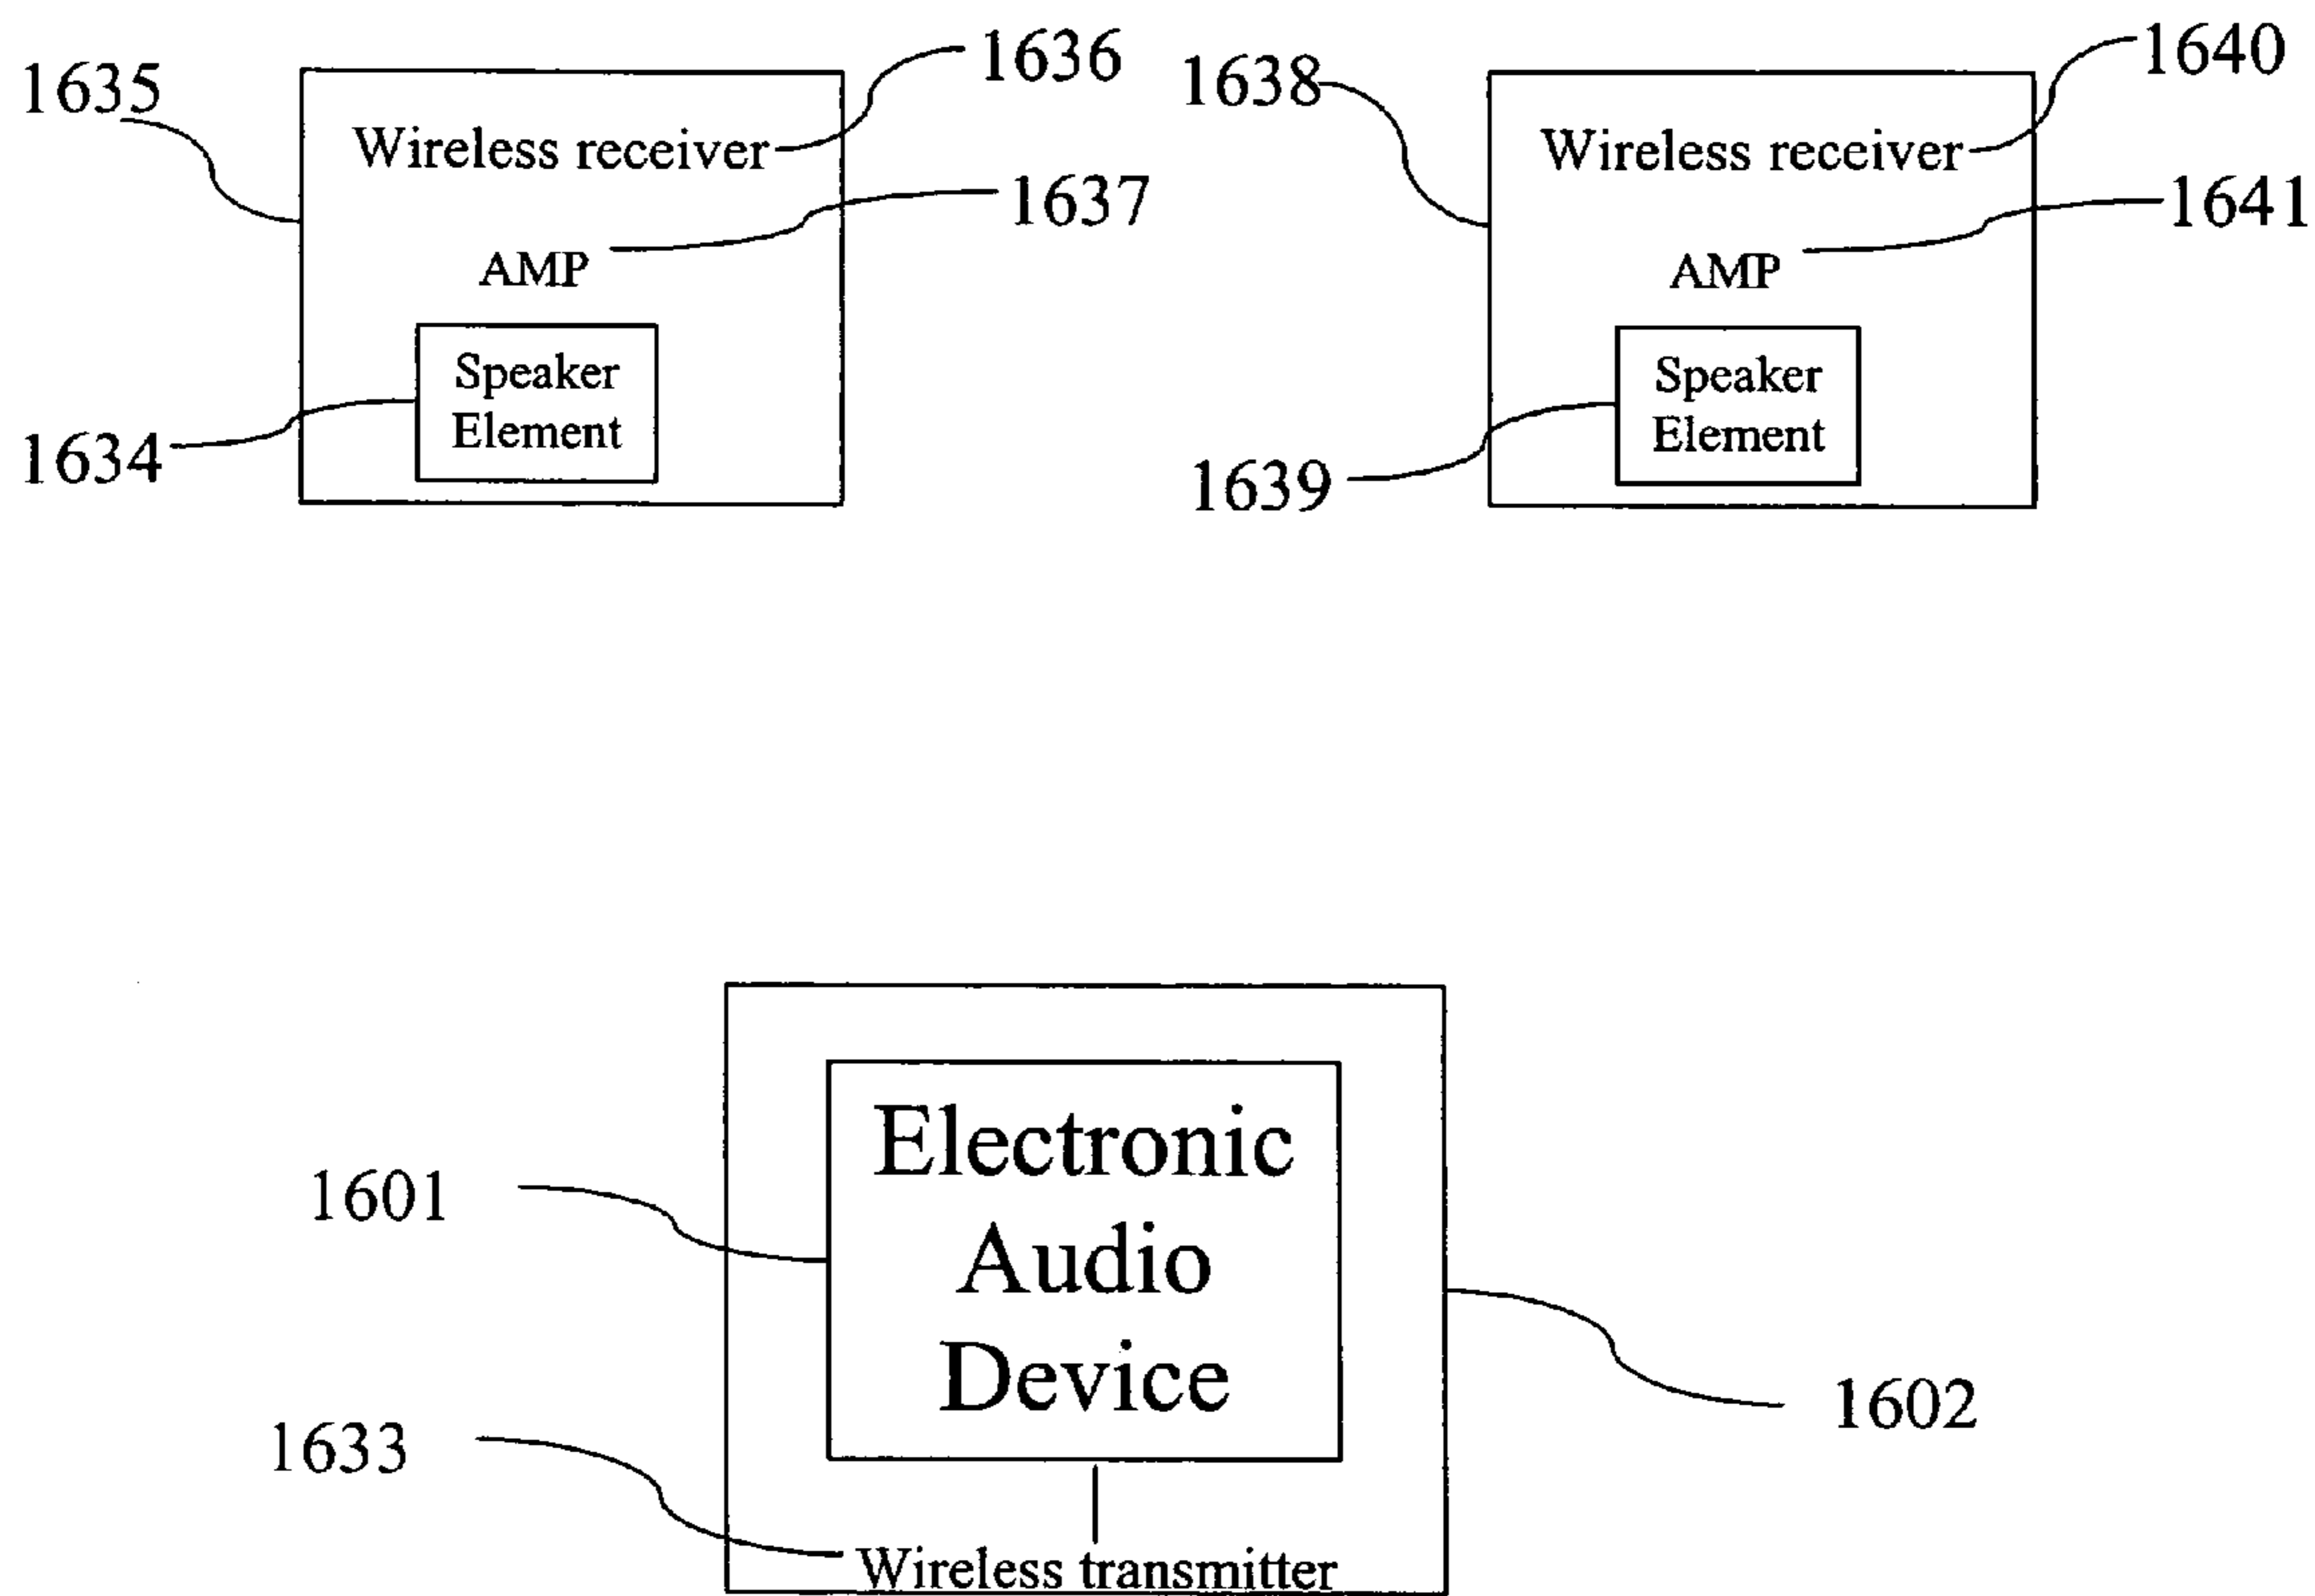 1635
1636
1638
1640
Wireless receiver
Wireless receiver
1637
1641
AMP
AMP
Speaker
Element
Speaker
Element
1634
1639
Electronic
Audio
Device
1601
1602
1633
Wireless transmitter